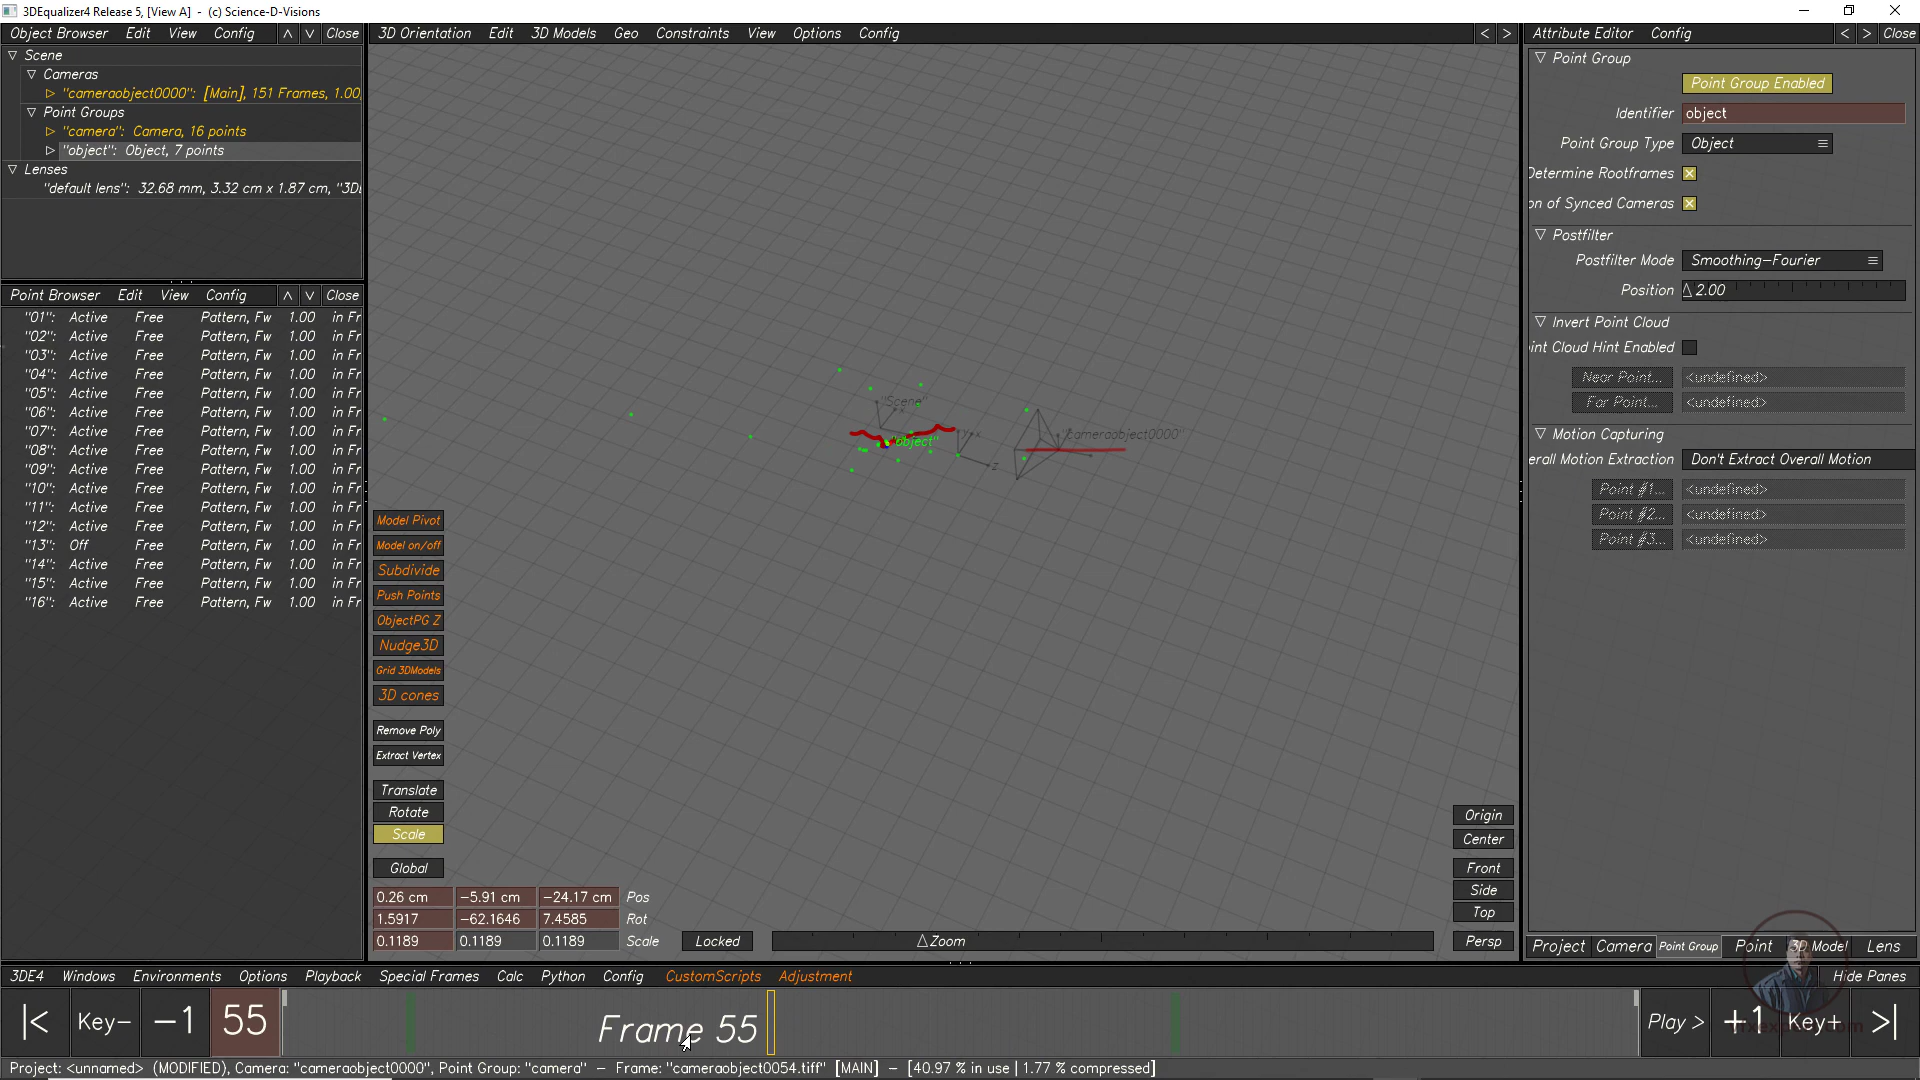 3DEqualizer4 Release 5, [View A]  -  (c) Science-D-Visions
Object Browser Edit View Config Close
Scene
Cameras
"cameraobject0000": [Main], 151 Frames, 1.00,
Point Groups
"camera": Camera, 16 points
"object": Object, 7 points
Lenses
"default lens": 32.68 mm, 3.32 cm x 1.87 cm, "3D
Point Browser Edit View Config Close
"01": Active Free Pattern, Fw 1.00 in Fr
"02": Active Free Pattern, Fw 1.00 in Fr
"03": Active Free Pattern, Fw 1.00 in Fr
"04": Active Free Pattern, Fw 1.00 in Fr
"05": Active Free Pattern, Fw 1.00 in Fr
"06": Active Free Pattern, Fw 1.00 in Fr
"07": Active Free Pattern, Fw 1.00 in Fr
"08": Active Free Pattern, Fw 1.00 in Fr
"09": Active Free Pattern, Fw 1.00 in Fr
"10": Active Free Pattern, Fw 1.00 in Fr
"11": Active Free Pattern, Fw 1.00 in Fr
"12": Active Free Pattern, Fw 1.00 in Fr
"13": Off Free Pattern, Fw 1.00 in Fr
"14": Active Free Pattern, Fw 1.00 in Fr
"15": Active Free Pattern, Fw 1.00 in Fr
"16": Active Free Pattern, Fw 1.00 in Fr
3D Orientation Edit 3D Models Geo Constraints View Options Config < >
"Scene"
"object"
"cameraobject0000"
Z
Model Pivot
Model on/off
Subdivide
Push Points
ObjectPG Z
Nudge3D
Grid 3DModels
3D cones
Remove Poly
Extract Vertex
Translate
Rotate
Scale
Global
0.26 cm -5.91 cm -24.17 cm Pos
1.5917 -62.1646 7.4585 Rot
0.1189 0.1189 0.1189 Scale Locked Zoom
Origin
Center
Front
Side
Top
Persp
Attribute Editor Config < > Close
Point Group
Point Group Enabled
Identifier object
Point Group Type Object
Determine Rootframes
on of Synced Cameras
Postfilter
Postfilter Mode Smoothing-Fourier
Position 2.00
Invert Point Cloud
int Cloud Hint Enabled
Near Point... <undefined>
Far Point... <undefined>
Motion Capturing
erall Motion Extraction Don't Extract Overall Motion
Point #1... <undefined>
Point #2... <undefined>
Point #3... <undefined>
Project Camera Point Group Point 3D Model Lens
3DE4 Windows Environments Options Playback Special Frames Calc Python Config CustomScripts Adjustment Hide Panes
|< Key- -1 55 Frame 55 Play > +1 Key+ >|
Project: <unnamed> (MODIFIED), Camera: "cameraobject0000", Point Group: "camera" - Frame: "cameraobject0054.tiff" [MAIN] - [40.97 % in use | 1.77 % compressed]